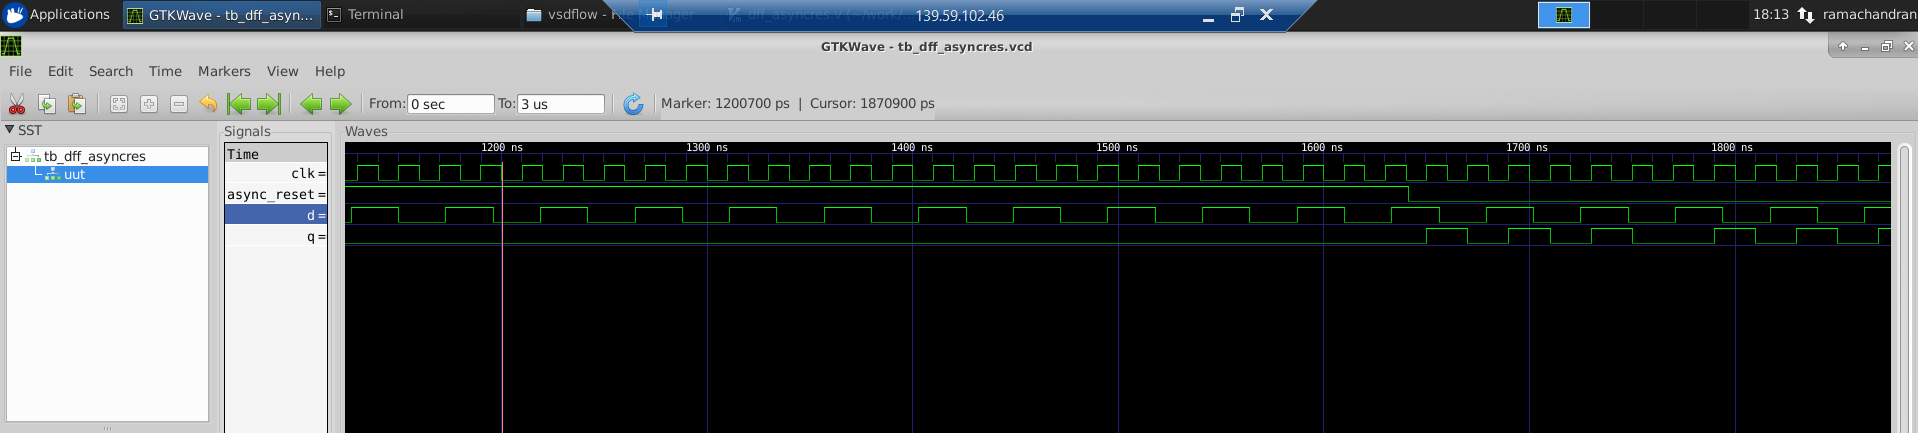 Applications
GTKWave - tb_dff_asyn...
Terminal
vsdflow - File Manager
dff_asyncres.v (~/work/...
139.59.102.46
18:13
ramachandran
GTKWave - tb_dff_asyncres.vcd
File Edit Search Time Markers View Help
From: 0 sec To: 3 us Marker: 1200700 ps | Cursor: 1870900 ps
SST
tb_dff_asyncres
uut
Signals
Time
clk =
async_reset =
d =
q =
Waves
1200 ns 1300 ns 1400 ns 1500 ns 1600 ns 1700 ns 1800 ns